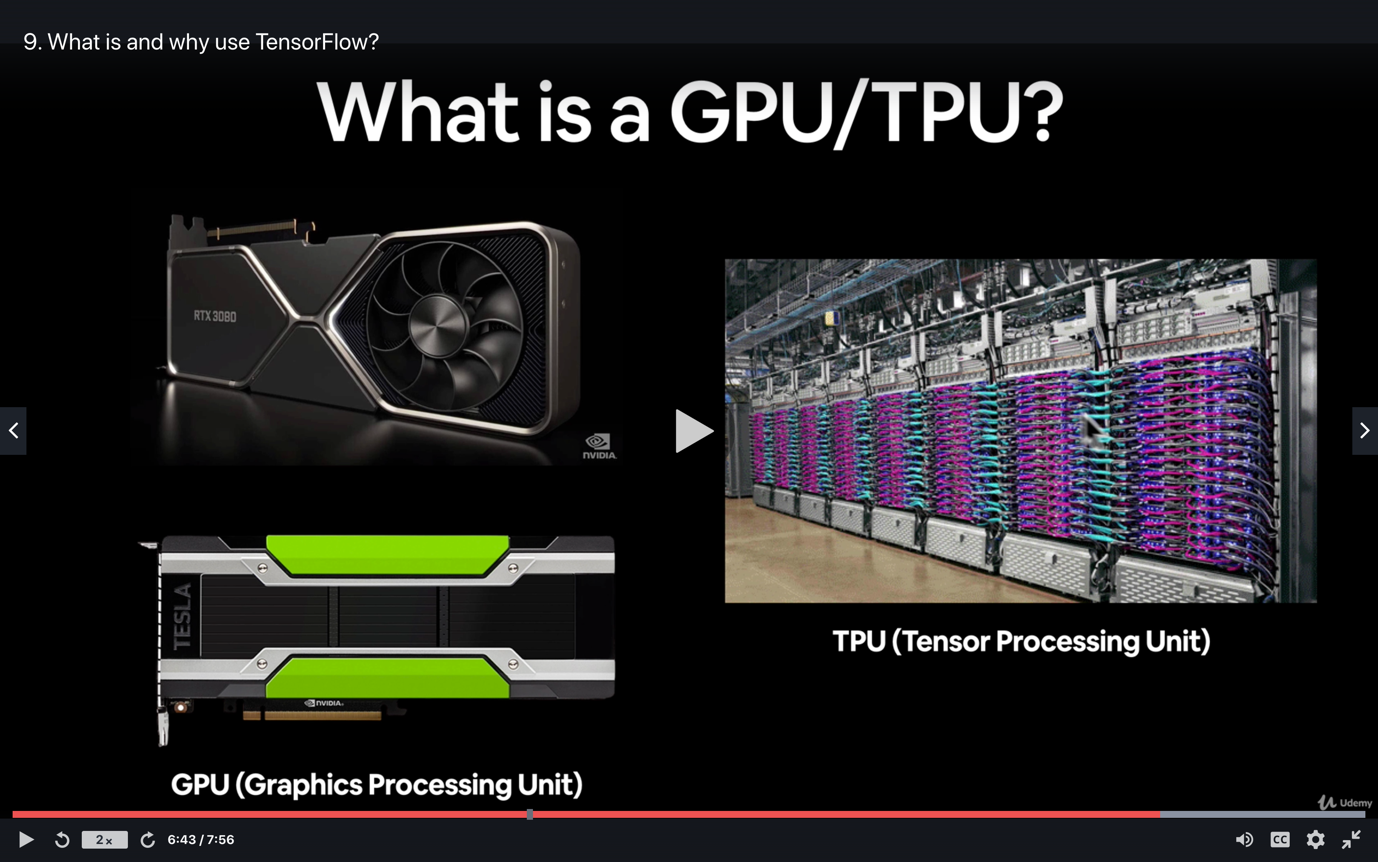 9. What is and why use TensorFlow?
What is a GPU/TPU?
RTX 3080
NVIDIA.
TESLA
NVIDIA.
GPU (Graphics Processing Unit)
TPU (Tensor Processing Unit)
Udemy
2x
6:43 / 7:56
CC